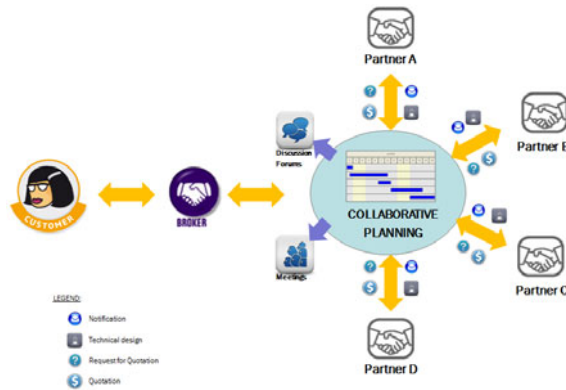 Partner A
Partner B
Discussion
Forums
CUSTOMER
BROKER
COLLABORATIVE
PLANNING
Meetings
Partner C
Partner D
LEGEND:
Notification
Technical design
Request for Quotation
Quotation